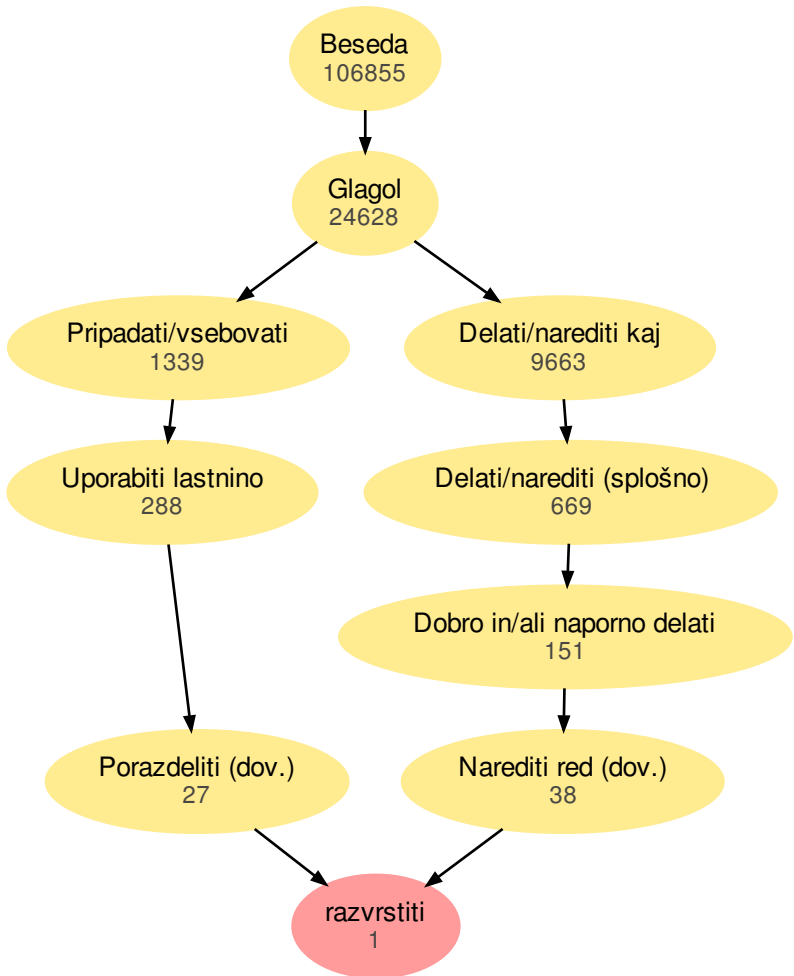 Beseda
106855
Glagol
24628
Pripadati/vsebovati
1339
Delati/narediti kaj
9663
Uporabiti lastnino
288
Delati/narediti (splošno)
669
Dobro in/ali naporno delati
151
Porazdeliti (dov.)
27
Narediti red (dov.)
38
razvrstiti
1